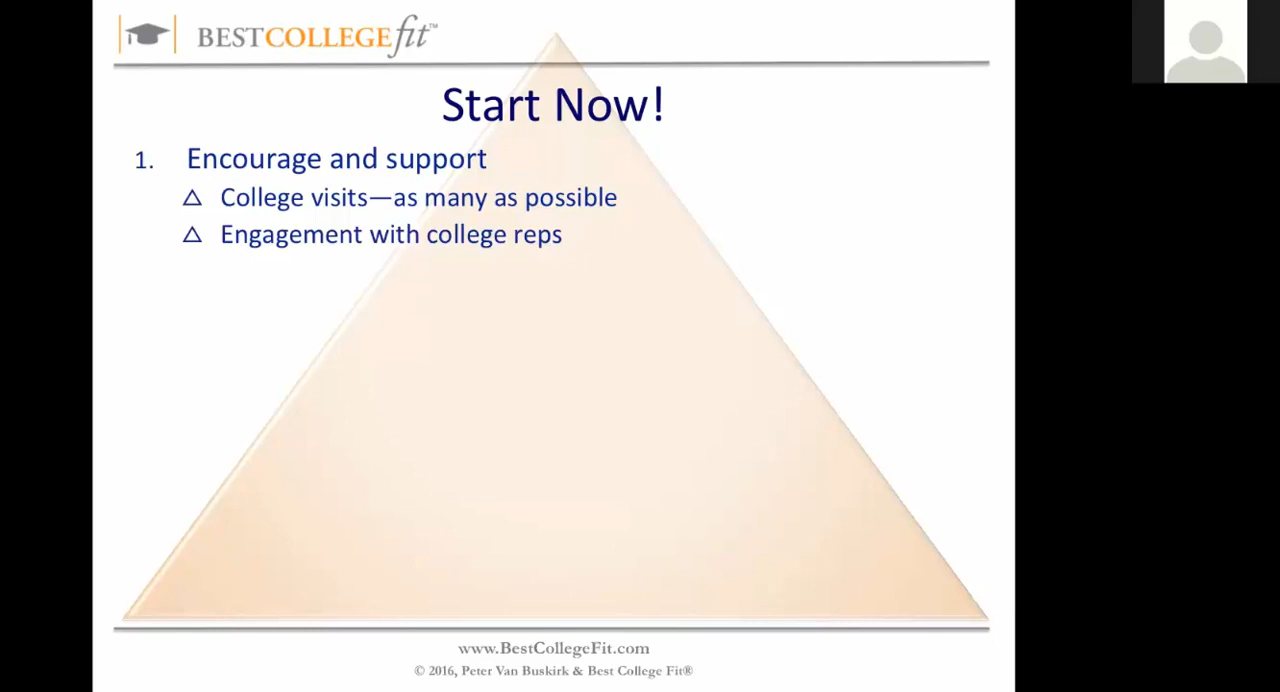 BESTCOLLEGEfit™
Start Now!
1. Encourage and support
△ College visits—as many as possible
△ Engagement with college reps
www.BestCollegeFit.com
© 2016, Peter Van Buskirk & Best College Fit®